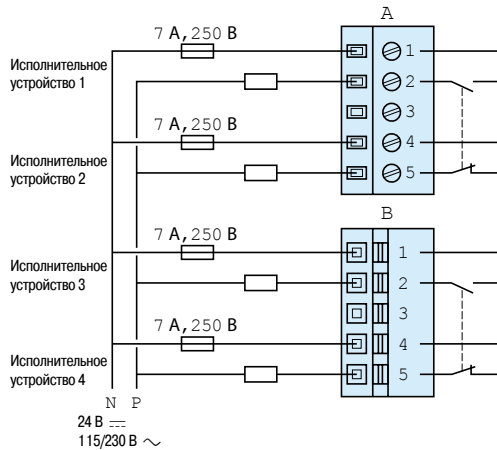 A
7 А, 250 В
Исполнительное
устройство 1
1
2
3
7 А, 250 В
4
Исполнительное
устройство 2
5
B
7 А, 250 В
1
Исполнительное
устройство 3
2
3
7 А, 250 В
4
Исполнительное
устройство 4
5
N P
24 В
115/230 В